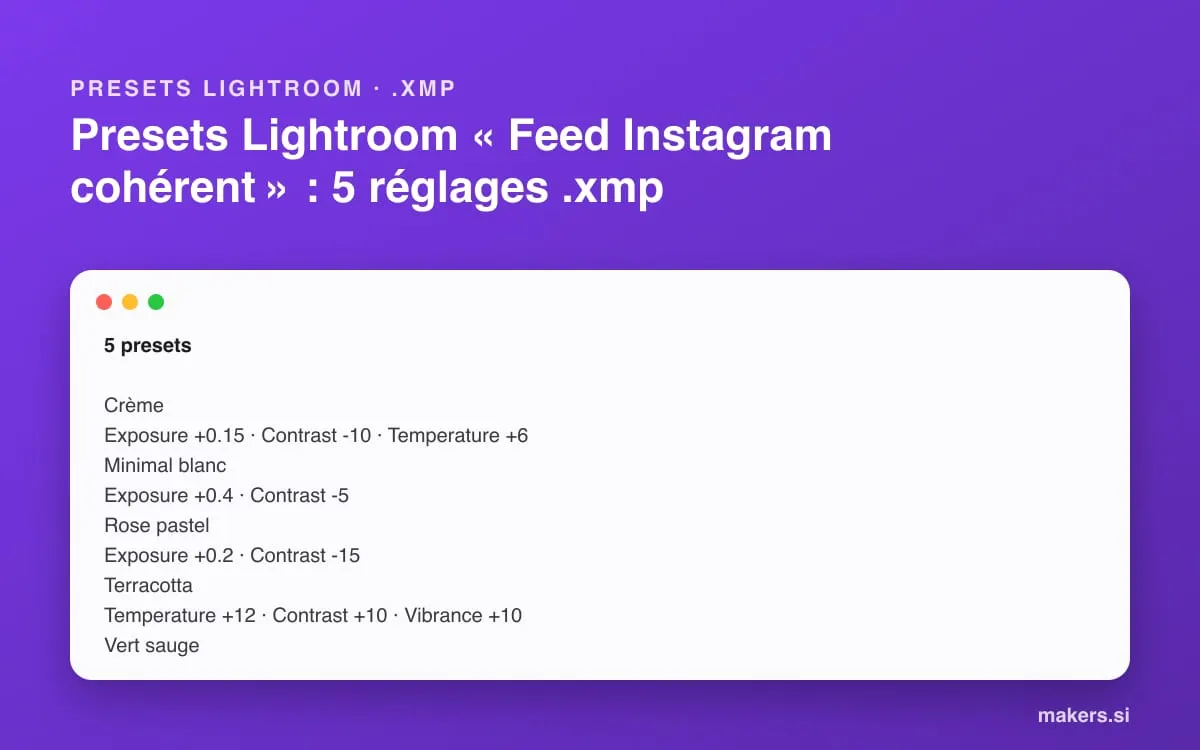 PRESETS LIGHTROOM · .XMP
Presets Lightroom « Feed Instagram
cohérent » : 5 réglages .xmp
5 presets
Crème
Exposure +0.15 · Contrast -10 · Temperature +6
Minimal blanc
Exposure +0.4 · Contrast -5
Rose pastel
Exposure +0.2 · Contrast -15
Terracotta
Temperature +12 · Contrast +10 · Vibrance +10
Vert sauge
makers.si